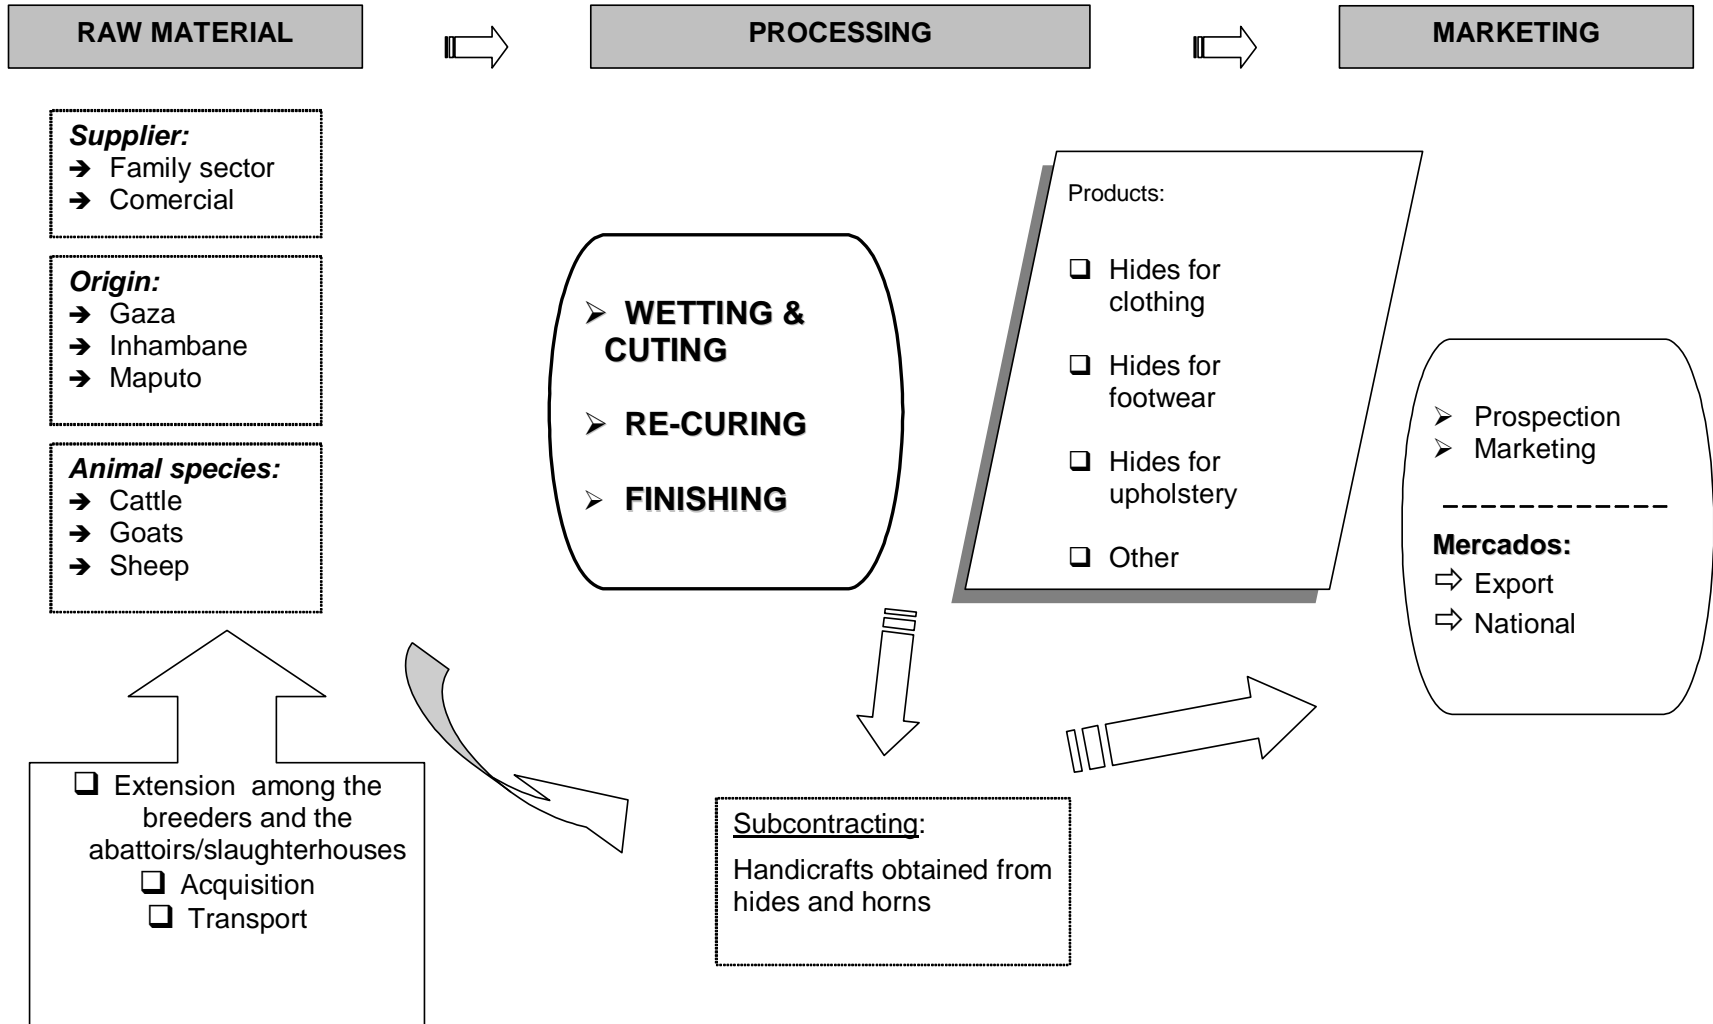 RAW MATERIAL
PROCESSING
MARKETING
Supplier:
Family sector
Comercial
Origin:
Gaza
Inhambane
Maputo
Animal species:
Cattle
Goats
Sheep
Extension among the
breeders and the
abattoirs/slaughterhouses
Acquisition
Transport
WETTING &
CUTING
RE-CURING
FINISHING
Products:
Hides for
clothing
Hides for
footwear
Hides for
upholstery
Other
Subcontracting:
Handicrafts obtained from
hides and horns
Prospection
Marketing
Mercados:
Export
National